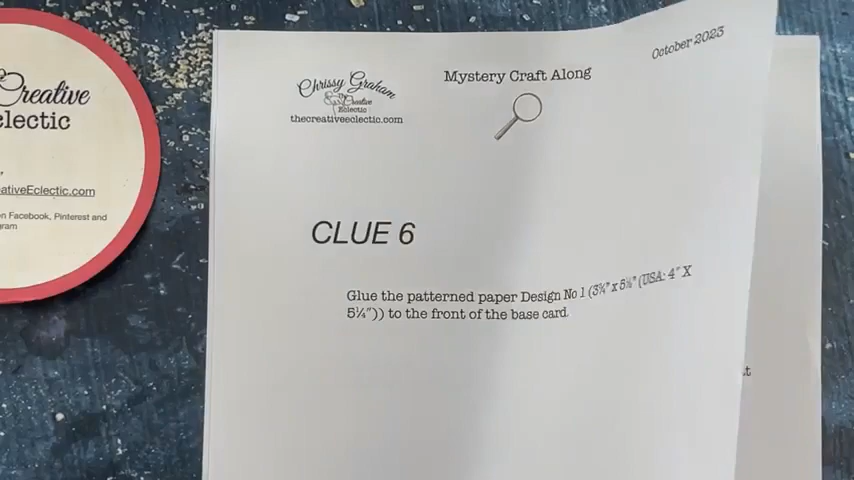 Creative
clectic
ativeEclectic.com
n Facebook, Pinterest and
gram
October 2023
Chrissy Graham
The Creative
Eclectic
thecreativeeclectic.com
Mystery Craft Along
CLUE 6
Glue the patterned paper Design No 1 (3¾" x 5⅛" (USA: 4" X
5¼")) to the front of the base card.